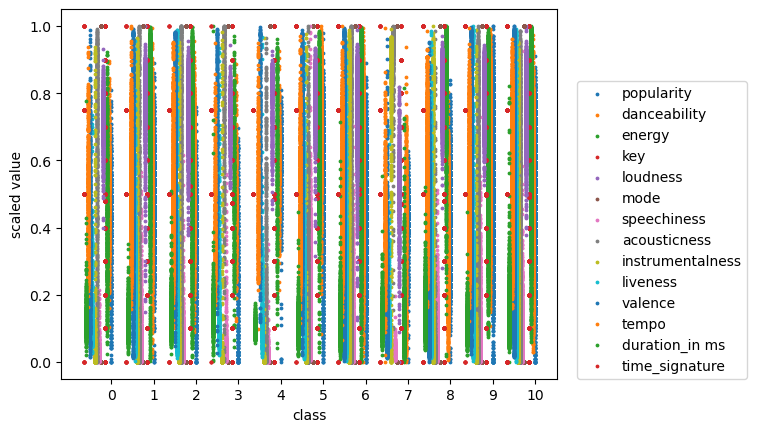 1.0
0.8
0.6
0.4
0.2
0.0
scaled value
0 1 2 3 4 5 6 7 8 9 10
class
popularity
danceability
energy
key
loudness
mode
speechiness
acousticness
instrumentalness
liveness
valence
tempo
duration_in ms
time_signature